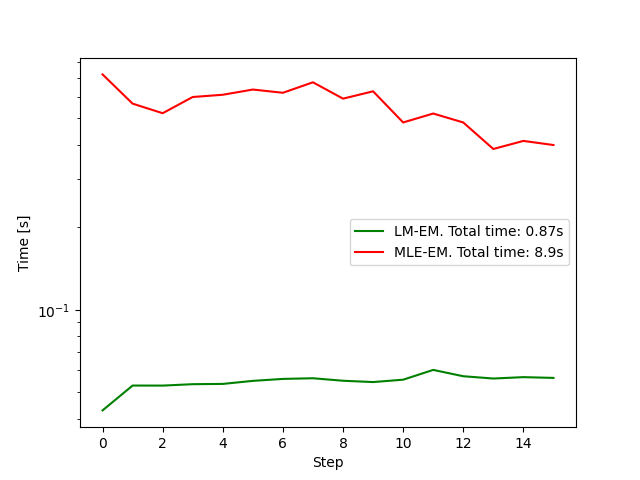 Time [s]
10⁻¹
LM-EM. Total time: 0.87s
MLE-EM. Total time: 8.9s
0 2 4 6 8 10 12 14
Step